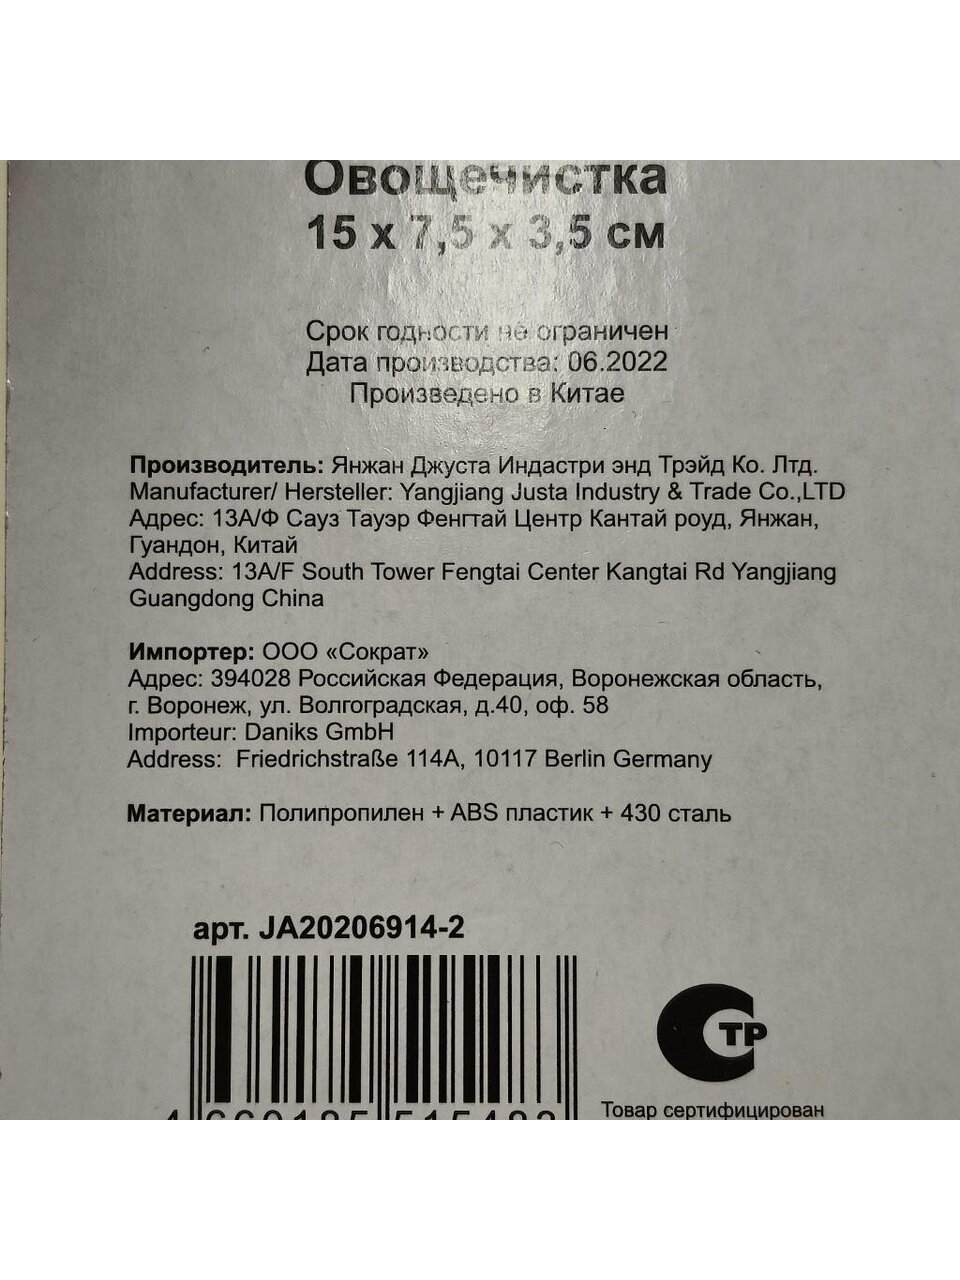 Овощечистка
15 х 7,5 х 3,5 см
Срок годности не ограничен
Дата производства: 06.2022
Произведено в Китае
Производитель: Янжан Джуста Индастри энд Трэйд Ко. Лтд.
Manufacturer/ Hersteller: Yangjiang Justa Industry & Trade Co.,LTD
Адрес: 13А/Ф Сауз Тауэр Фенгтай Центр Кантай роуд, Янжан,
Гуандон, Китай
Address: 13A/F South Tower Fengtai Center Kangtai Rd Yangjiang
Guangdong China
Импортер: ООО «Сократ»
Адрес: 394028 Российская Федерация, Воронежская область,
г. Воронеж, ул. Волгоградская, д.40, оф. 58
Importeur: Daniks GmbH
Address: Friedrichstraße 114A, 10117 Berlin Germany
Материал: Полипропилен + ABS пластик + 430 сталь
арт. JA20206914-2
ТР
Товар сертифицирован